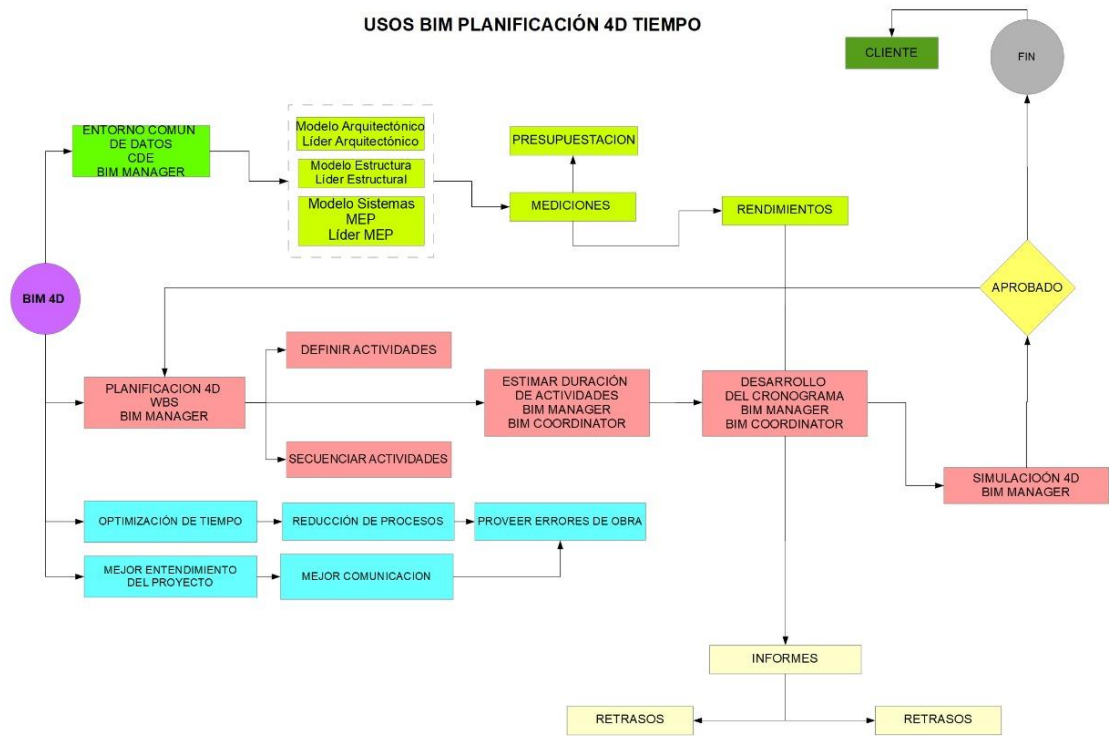 USOS BIM PLANIFICACIÓN 4D TIEMPO
CLIENTE
FIN
ENTORNO COMUN
DE DATOS
CDE
BIM MANAGER
Modelo Arquitectónico
Líder Arquitectónico
Modelo Estructura
Líder Estructural
Modelo Sistemas
MEP
Líder MEP
PRESUPUESTACION
MEDICIONES
RENDIMIENTOS
BIM 4D
APROBADO
PLANIFICACION 4D
WBS
BIM MANAGER
DEFINIR ACTIVIDADES
SECUENCIAR ACTIVIDADES
ESTIMAR DURACIÓN
DE ACTIVIDADES
BIM MANAGER
BIM COORDINATOR
DESARROLLO
DEL CRONOGRAMA
BIM MANAGER
BIM COORDINATOR
SIMULACIOÓN 4D
BIM MANAGER
OPTIMIZACIÓN DE TIEMPO
REDUCCIÓN DE PROCESOS
PROVEER ERRORES DE OBRA
MEJOR ENTENDIMIENTO
DEL PROYECTO
MEJOR COMUNICACION
INFORMES
RETRASOS
RETRASOS